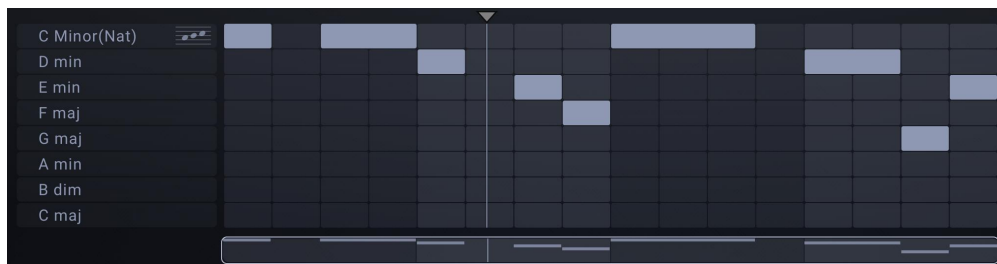 C Minor(Nat)
D min
E min
F maj
G maj
A min
B dim
C maj